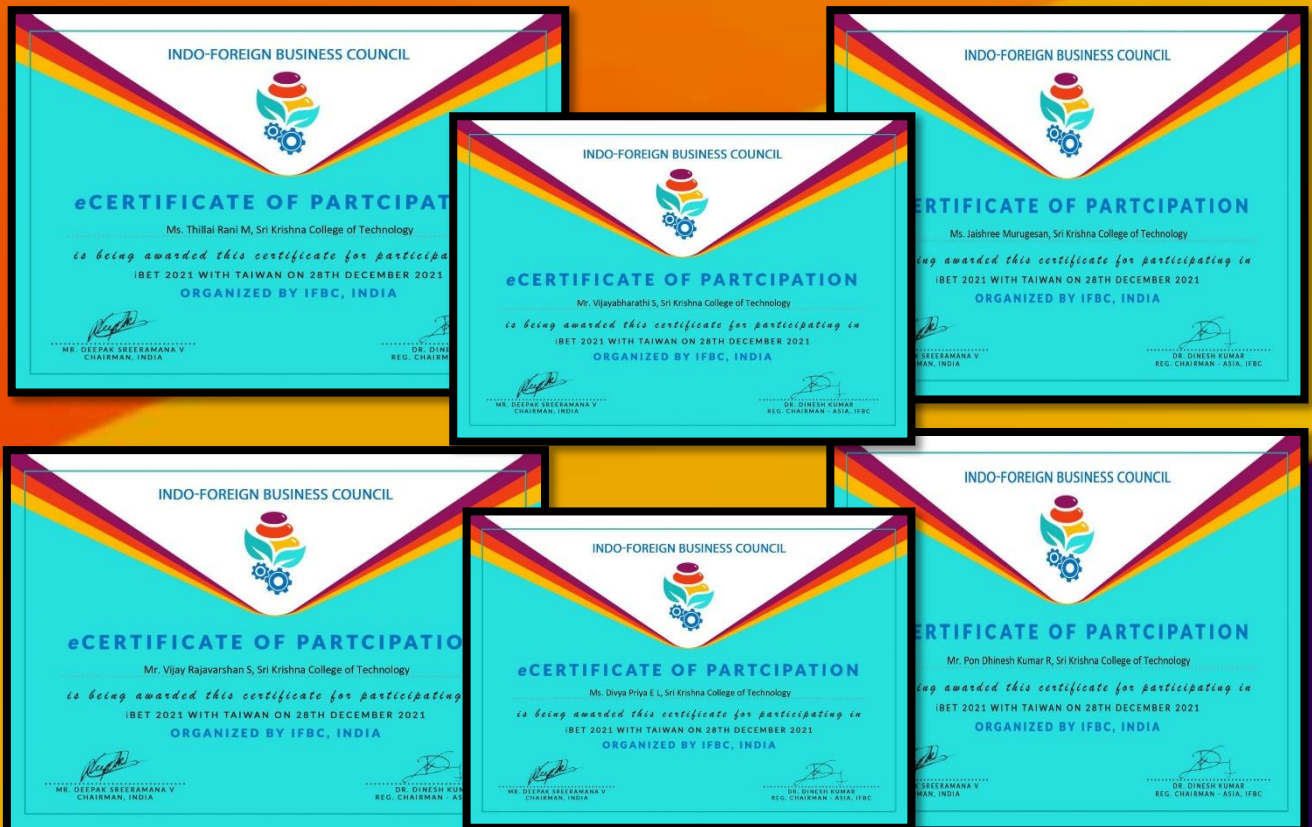 INDO-FOREIGN BUSINESS COUNCIL
eCERTIFICATE OF PARTCIPAT
Ms. Thillai Rani M, Sri Krishna College of Technology
is being awarded this certificate for participa
iBET 2021 WITH TAIWAN ON 28TH DECEMBER 2021
ORGANIZED BY IFBC, INDIA
MR. DEEPAK SREERAMANA V
CHAIRMAN, INDIA
DR. DINE
REG. CHAIRM
INDO-FOREIGN BUSINESS COUNCIL
eCERTIFICATE OF PARTCIPATION
Mr. Vijayabharathi S, Sri Krishna College of Technology
is being awarded this certificate for participating in
iBET 2021 WITH TAIWAN ON 28TH DECEMBER 2021
ORGANIZED BY IFBC, INDIA
MR. DEEPAK SREERAMANA V
CHAIRMAN, INDIA
DR. DINESH KUMAR
REG. CHAIRMAN - ASIA, IFBC
INDO-FOREIGN BUSINESS COUNCIL
ERTIFICATE OF PARTCIPATION
Ms. Jaishree Murugesan, Sri Krishna College of Technology
ing awarded this certificate for participating in
iBET 2021 WITH TAIWAN ON 28TH DECEMBER 2021
ORGANIZED BY IFBC, INDIA
K SREERAMANA V
MAN, INDIA
DR. DINESH KUMAR
REG. CHAIRMAN - ASIA, IFBC
INDO-FOREIGN BUSINESS COUNCIL
eCERTIFICATE OF PARTCIPATIO
Mr. Vijay Rajavarshan S, Sri Krishna College of Technology
is being awarded this certificate for participating
iBET 2021 WITH TAIWAN ON 28TH DECEMBER 2021
ORGANIZED BY IFBC, INDIA
MR. DEEPAK SREERAMANA V
CHAIRMAN, INDIA
DR. DINESH KUM
REG. CHAIRMAN - AS
INDO-FOREIGN BUSINESS COUNCIL
eCERTIFICATE OF PARTCIPATION
Ms. Divya Priya E L, Sri Krishna College of Technology
is being awarded this certificate for participating in
iBET 2021 WITH TAIWAN ON 28TH DECEMBER 2021
ORGANIZED BY IFBC, INDIA
MR. DEEPAK SREERAMANA V
CHAIRMAN, INDIA
DR. DINESH KUMAR
REG. CHAIRMAN - ASIA, IFBC
INDO-FOREIGN BUSINESS COUNCIL
ERTIFICATE OF PARTCIPATION
Mr. Pon Dhinesh Kumar R, Sri Krishna College of Technology
ing awarded this certificate for participating in
iBET 2021 WITH TAIWAN ON 28TH DECEMBER 2021
ORGANIZED BY IFBC, INDIA
K SREERAMANA V
MAN, INDIA
DR. DINESH KUMAR
REG. CHAIRMAN - ASIA, IFBC